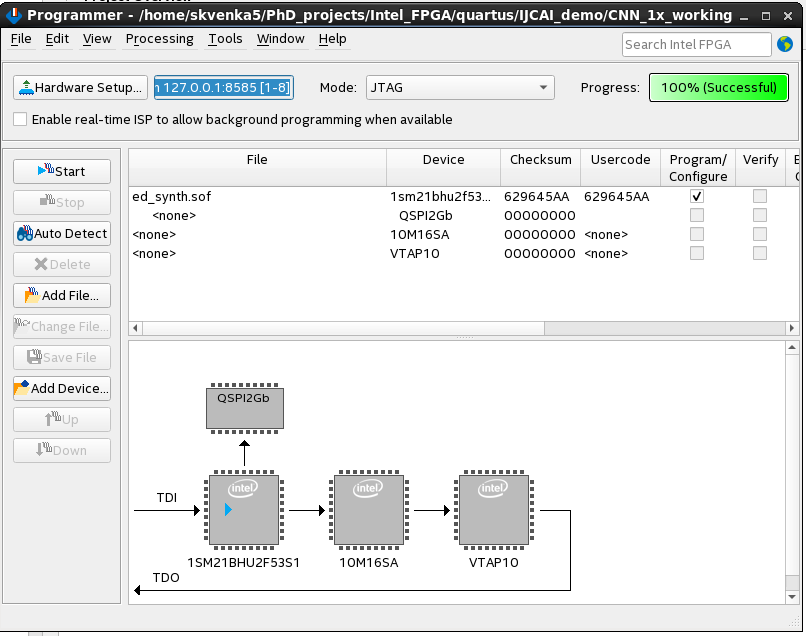 Programmer - /home/skvenka5/PhD_projects/Intel_FPGA/quartus/IJCAI_demo/CNN_1x_working
File Edit View Processing Tools Window Help
Search Intel FPGA
Hardware Setup... 127.0.0.1:8585 [1-8] Mode: JTAG Progress: 100% (Successful)
Enable real-time ISP to allow background programming when available
Start
Stop
Auto Detect
Delete
Add File...
Change File...
Save File
Add Device...
Up
Down
File Device Checksum Usercode Program/ Verify
Configure
ed_synth.sof 1sm21bhu2f53... 629645AA 629645AA
<none> QSPI2Gb 00000000
<none> 10M16SA 00000000 <none>
<none> VTAP10 00000000 <none>
QSPI2Gb
TDI
intel intel intel
1SM21BHU2F53S1 10M16SA VTAP10
TDO